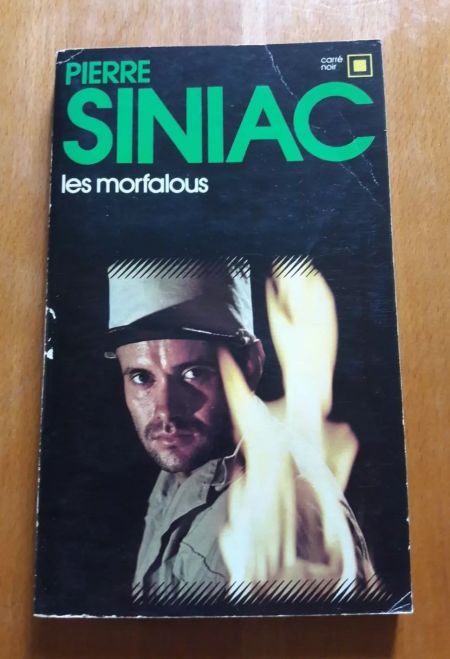 carré
noir
PIERRE
SINIAC
les morfalous